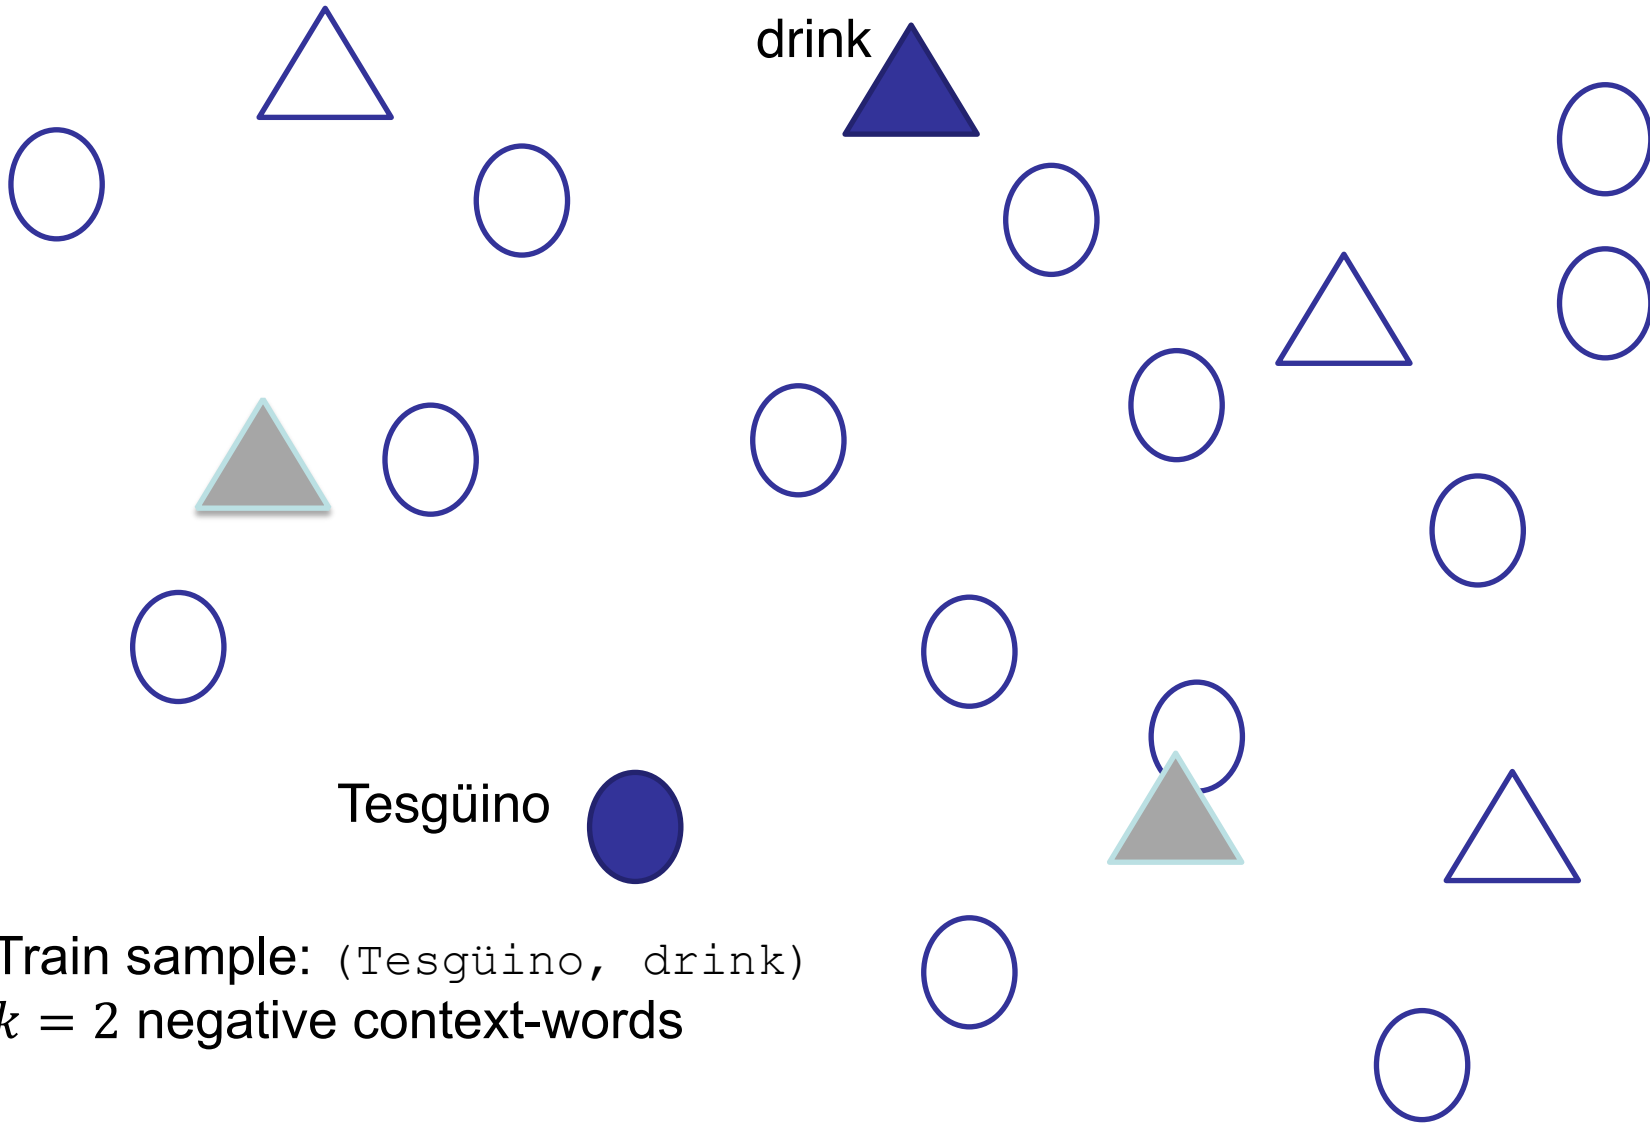 drink
Tesgüino
Train sample: (Tesgüino, drink)
k = 2 negative context-words